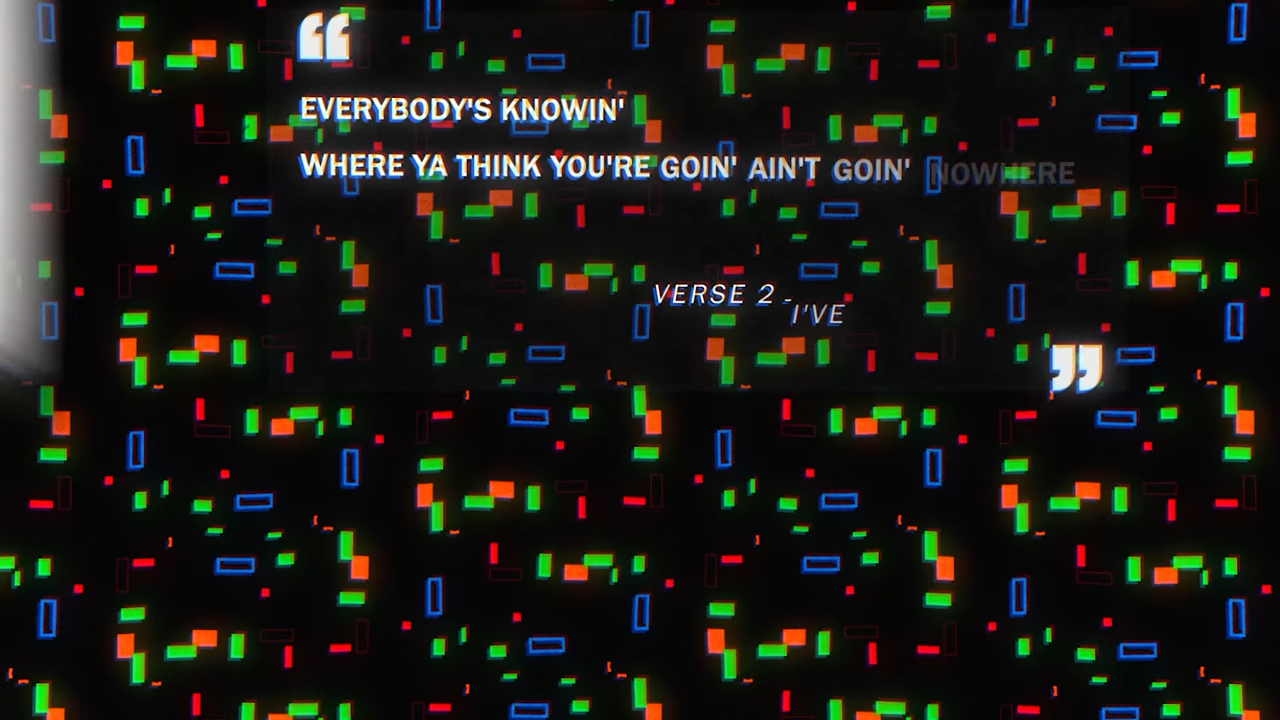 “
EVERYBODY'S KNOWIN'
WHERE YA THINK YOU'RE GOIN' AIN'T GOIN' NOWHERE
VERSE 2 - I'VE
”